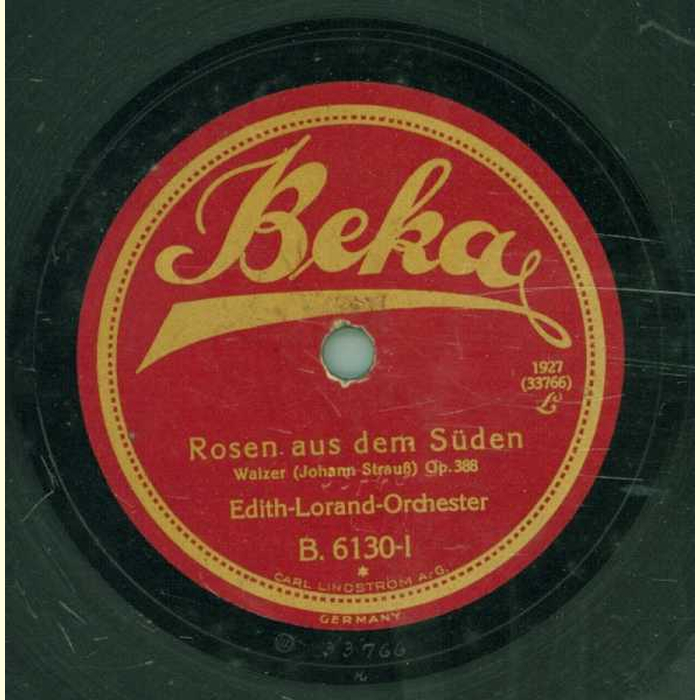 Beka
1927
(33766)
Rosen aus dem Süden
Walzer (Johann Strauß) Op. 388
Edith-Lorand-Orchester
B. 6130-I
CARL LINDSTRÖM A.G.
GERMANY
33766